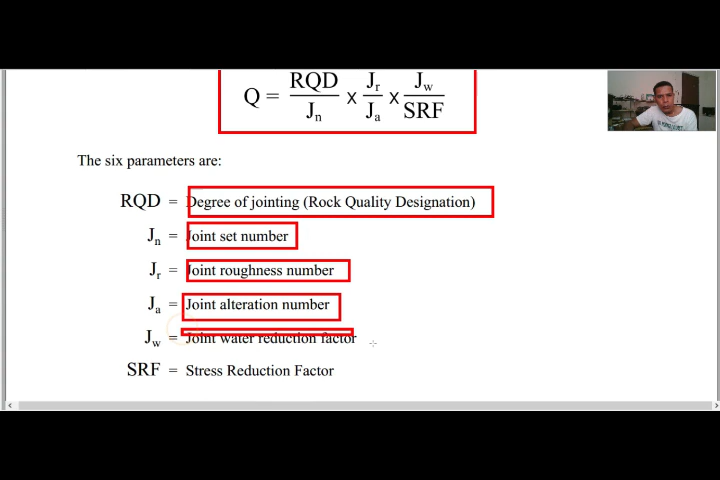 Q = RQD/Jn × Jr/Ja × Jw/SRF
The six parameters are:
RQD = Degree of jointing (Rock Quality Designation)
Jn = Joint set number
Jr = Joint roughness number
Ja = Joint alteration number
Jw = Joint water reduction factor
SRF = Stress Reduction Factor